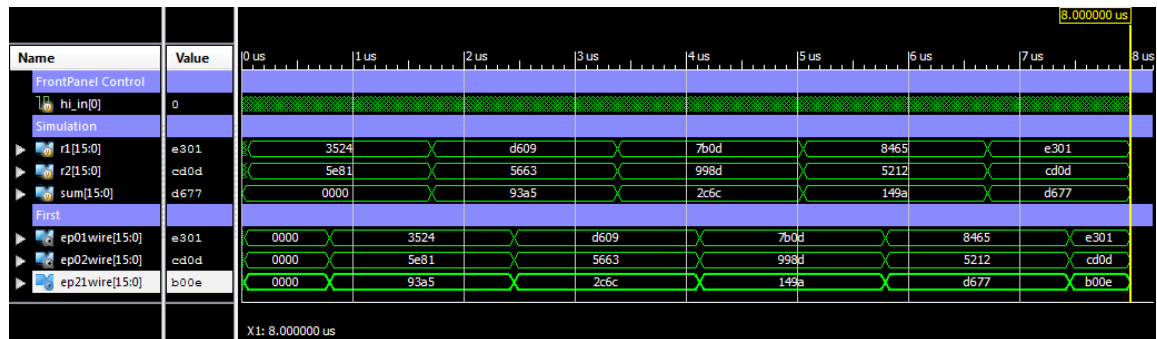 8.000000 us
Name Value 0 us 1 us 2 us 3 us 4 us 5 us 6 us 7 us 8 us
FrontPanel Control
hi_in[0] 0
Simulation
r1[15:0] e301 3524 d609 7b0d 8465 e301
r2[15:0] cd0d 5e81 5663 998d 5212 cd0d
sum[15:0] d677 0000 93a5 2c6c 149a d677
First
ep01wire[15:0] e301 0000 3524 d609 7b0d 8465 e301
ep02wire[15:0] cd0d 0000 5e81 5663 998d 5212 cd0d
ep21wire[15:0] b00e 0000 93a5 2c6c 149a d677 b00e
X1: 8.000000 us